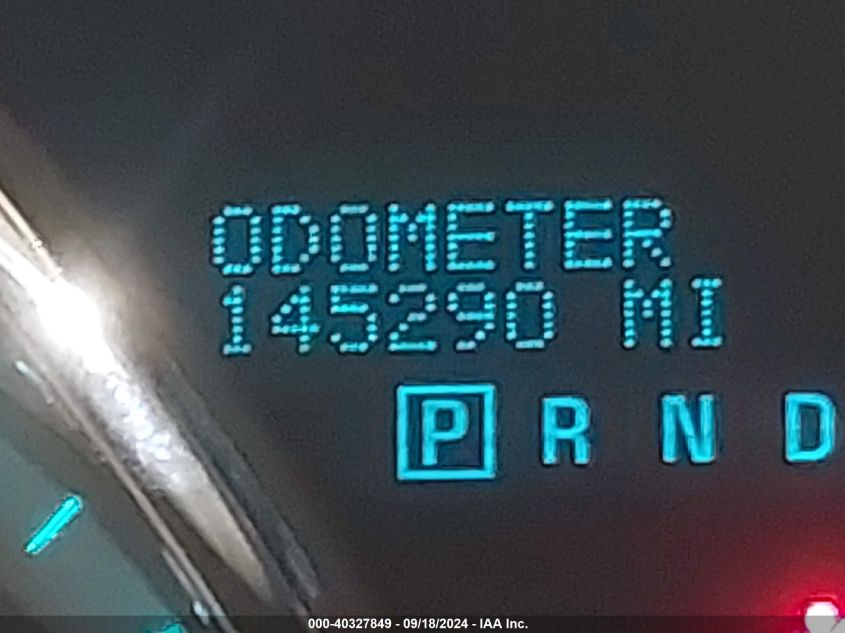 ODOMETER
145290 MI
P R N D
000-40327849 - 09/18/2024 - IAA Inc.